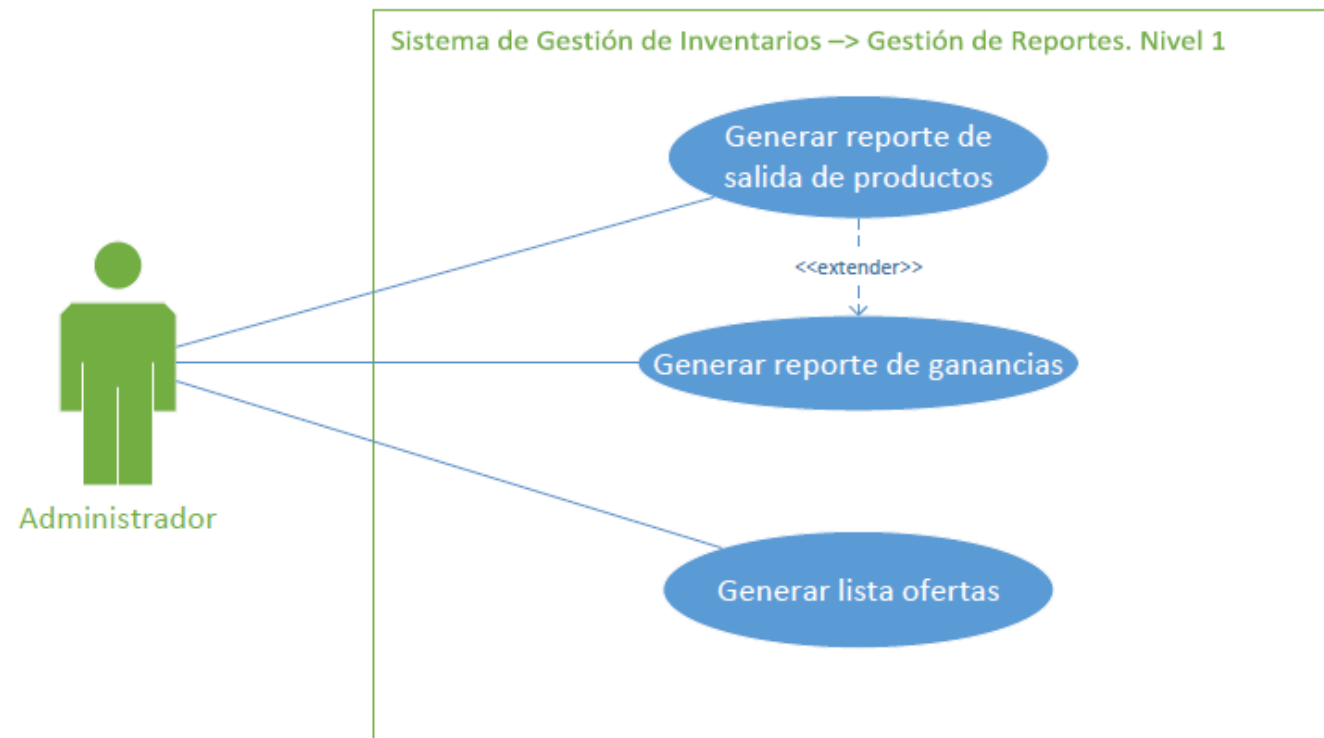 Sistema de Gestión de Inventarios –> Gestión de Reportes. Nivel 1
Generar reporte de
salida de productos
<<extender>>
Generar reporte de ganancias
Administrador
Generar lista ofertas